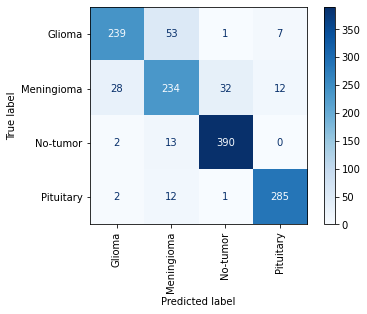 Glioma 239 53 1 7
Meningioma 28 234 32 12
No-tumor 2 13 390 0
Pituitary 2 12 1 285
Glioma Meningioma No-tumor Pituitary
True label
Predicted label
350
300
250
200
150
100
50
0